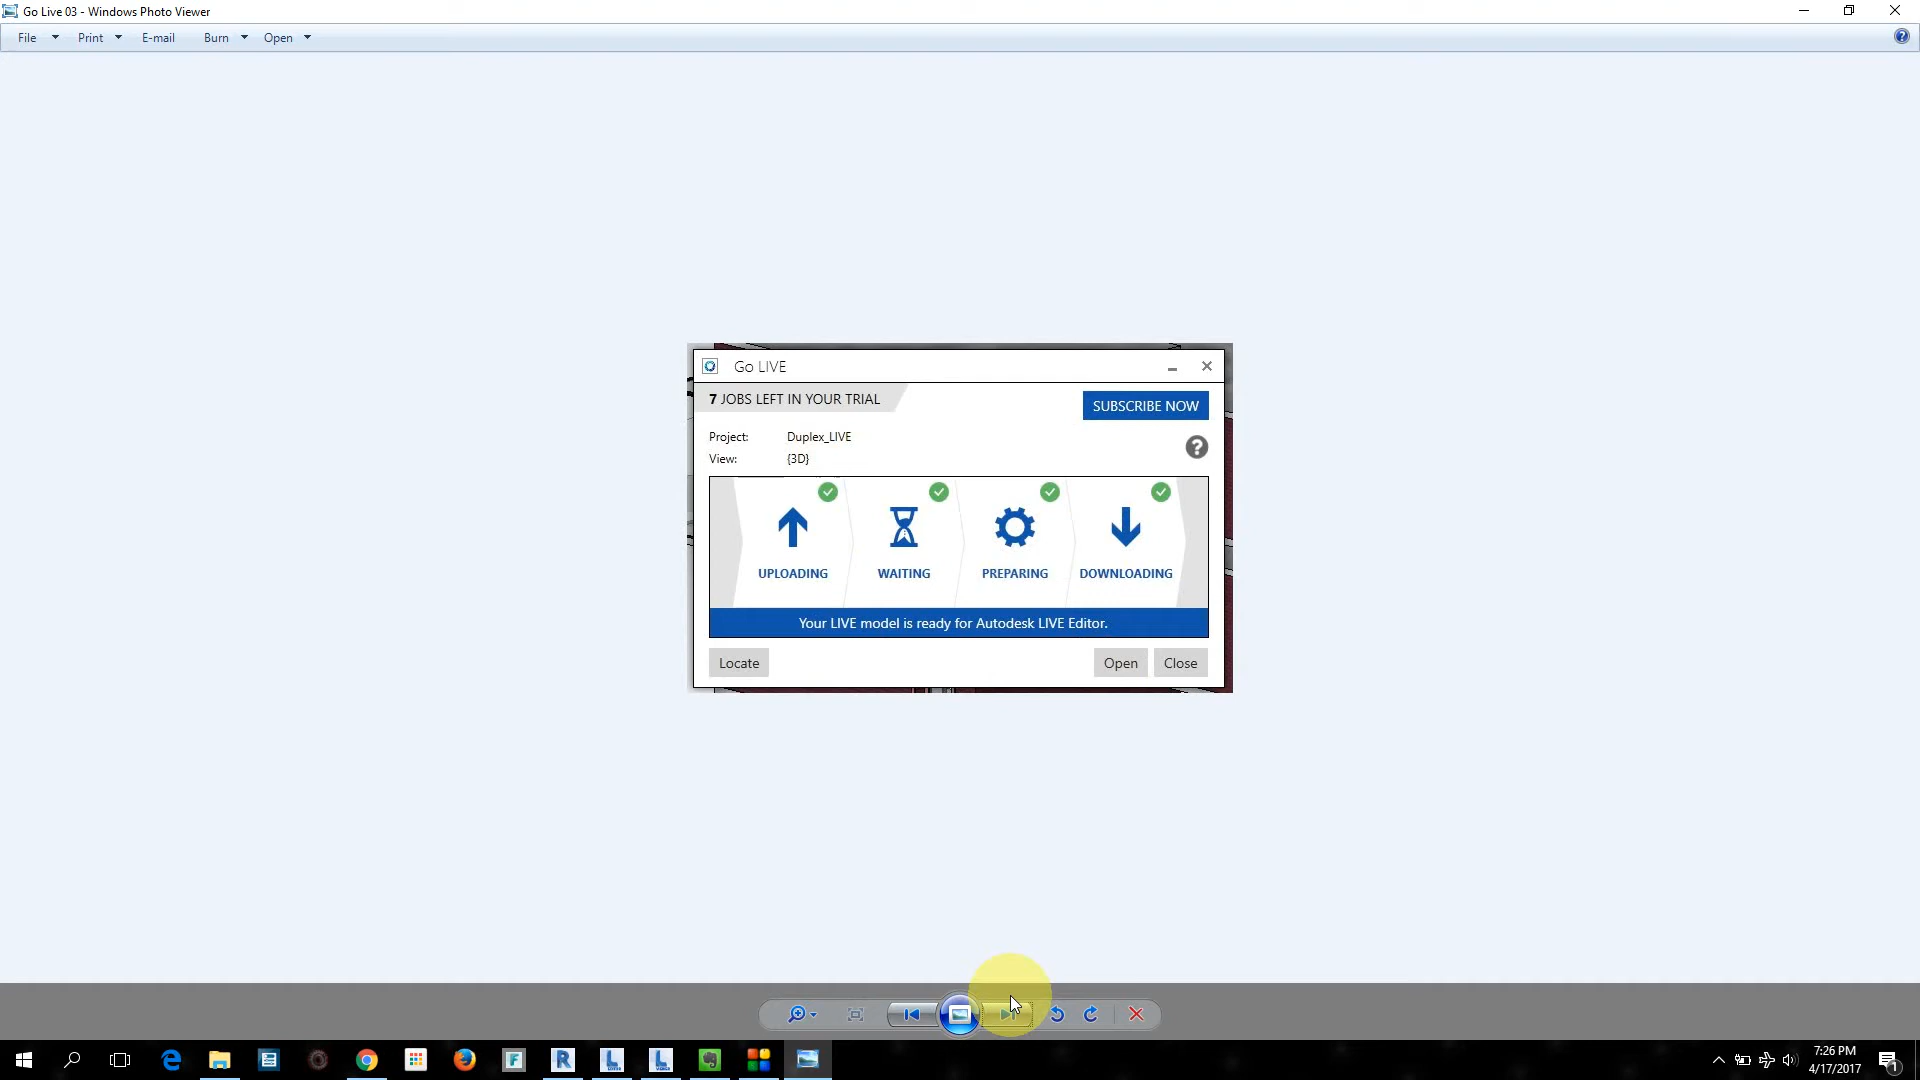 Go Live 03 - Windows Photo Viewer
File Print E-mail Burn Open
Go LIVE
7 JOBS LEFT IN YOUR TRIAL
SUBSCRIBE NOW
Project: Duplex_LIVE
View: {3D}
UPLOADING WAITING PREPARING DOWNLOADING
Your LIVE model is ready for Autodesk LIVE Editor.
Locate Open Close
7:26 PM
4/17/2017